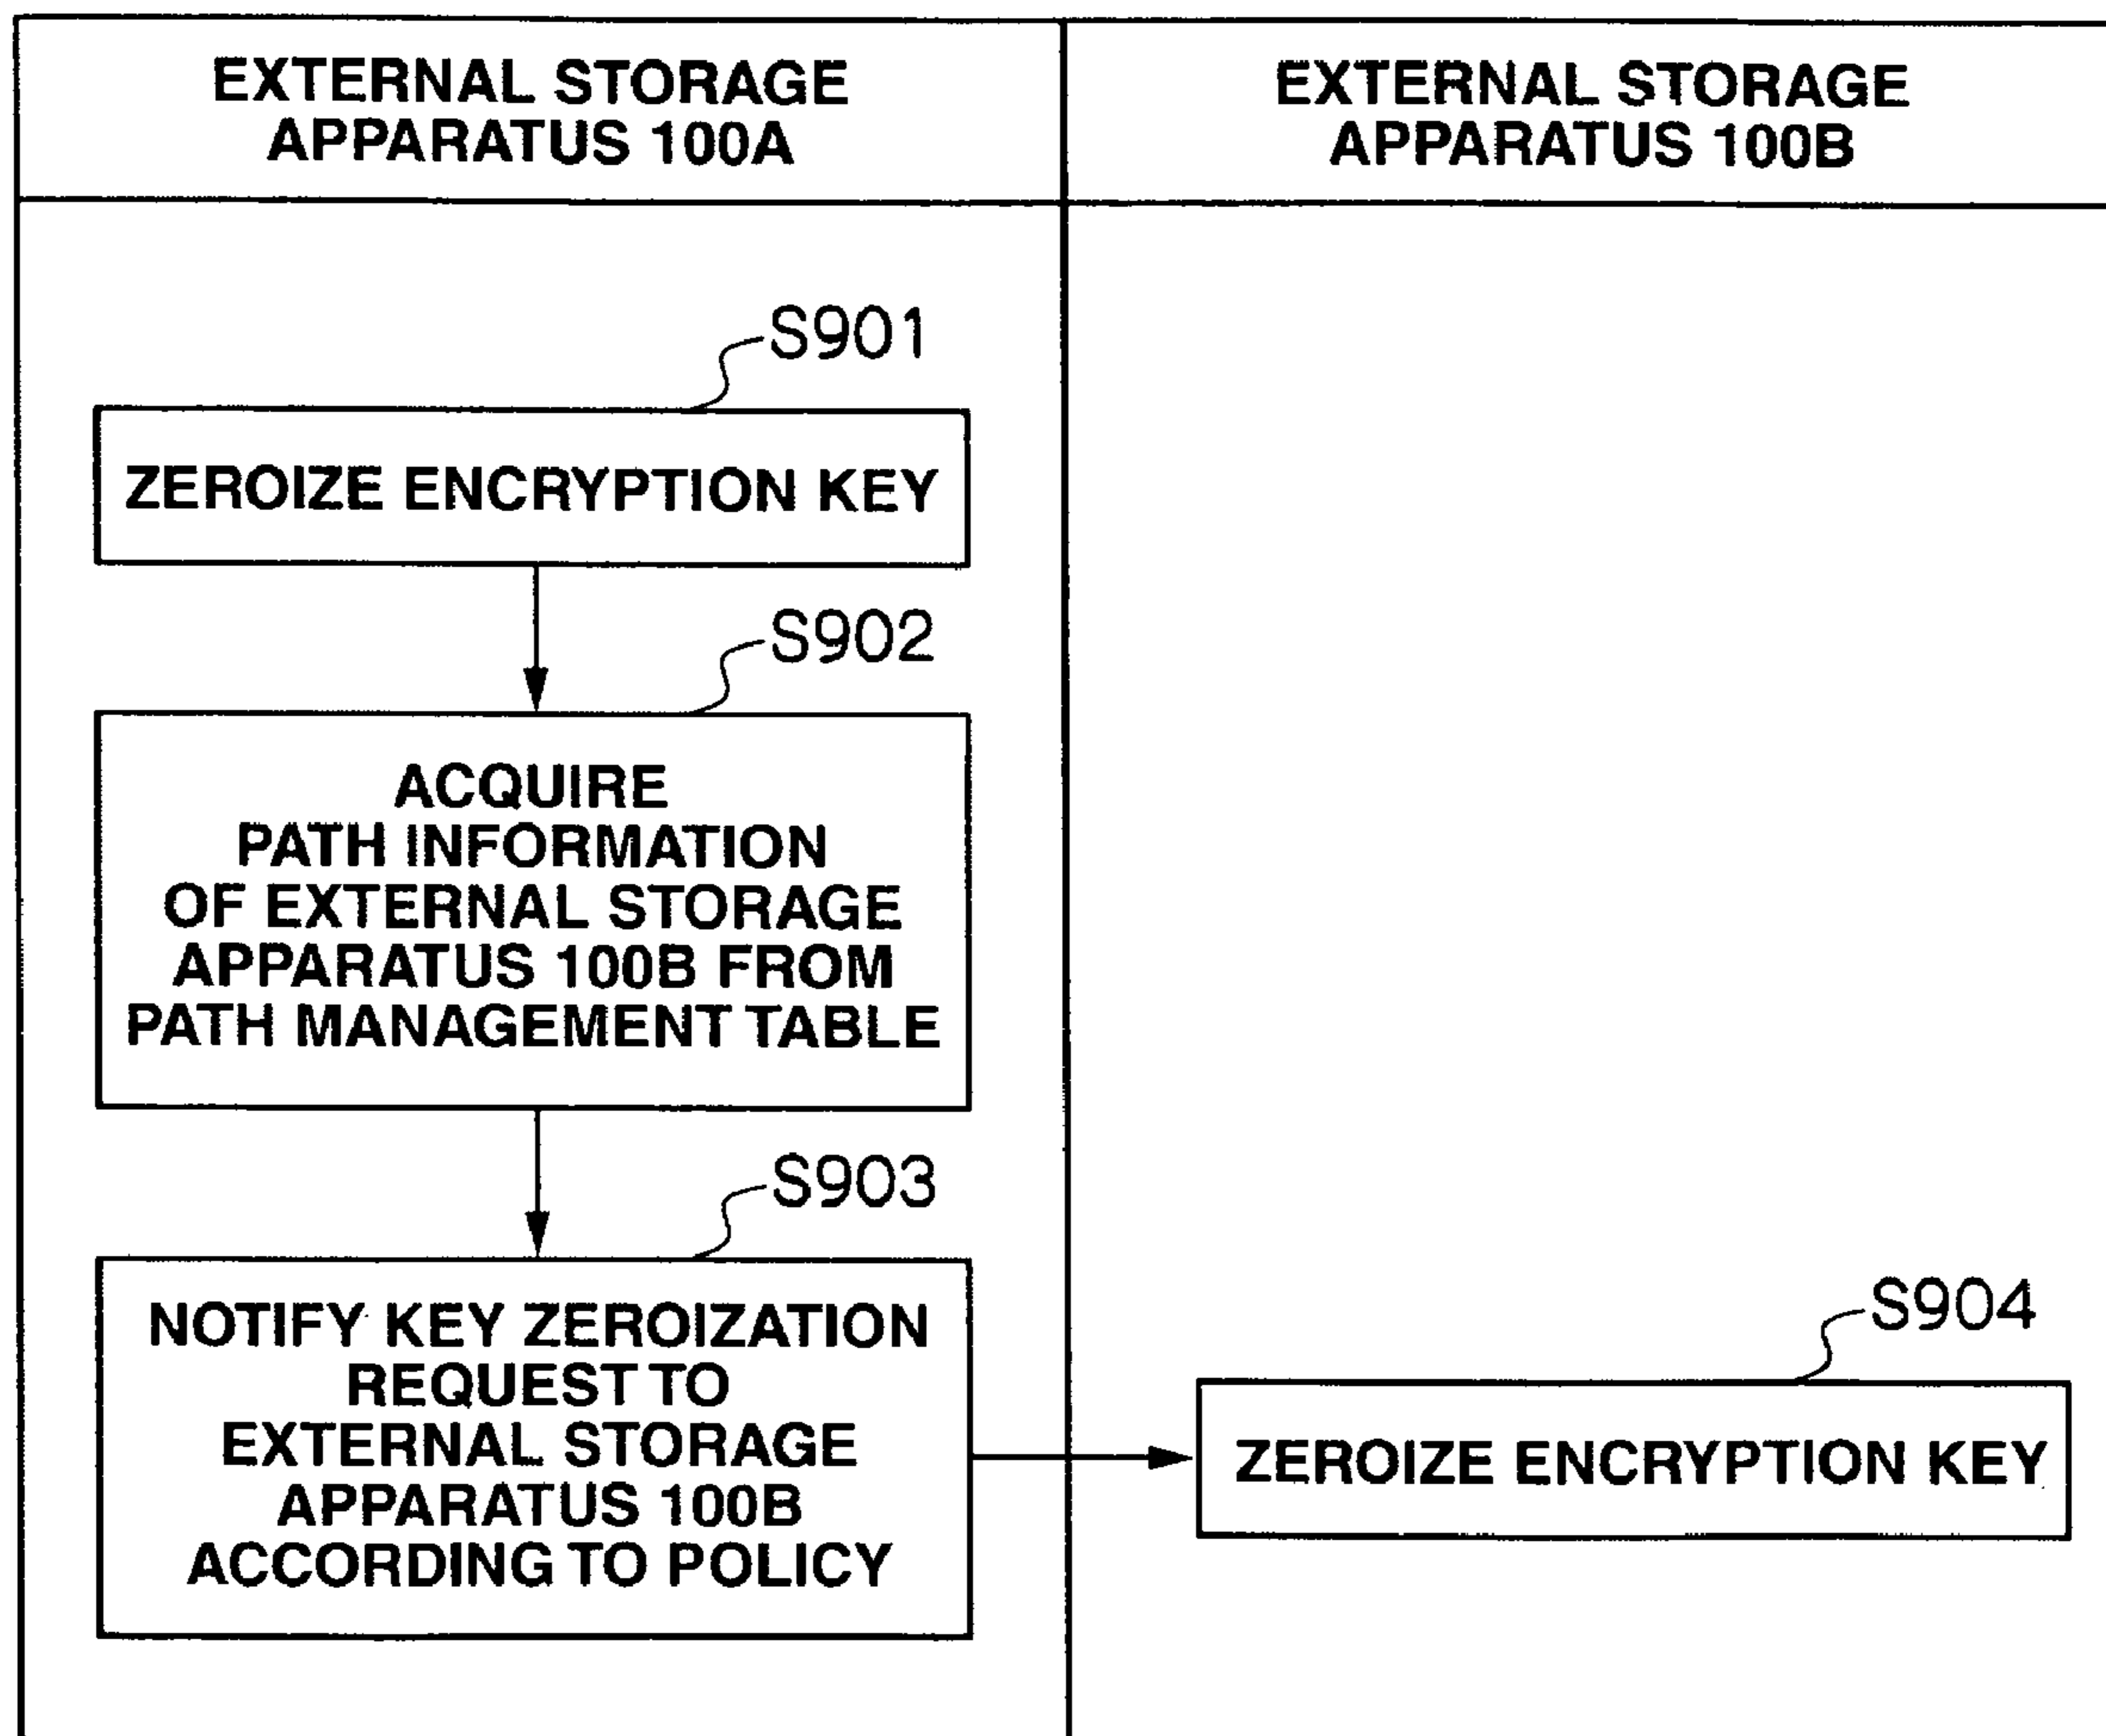 EXTERNAL STORAGE
APPARATUS 100A
EXTERNAL STORAGE
APPARATUS 100B
S901
ZEROIZE ENCRYPTION KEY
S902
ACQUIRE
PATH INFORMATION
OF EXTERNAL STORAGE
APPARATUS 100B FROM
PATH MANAGEMENT TABLE
S903
NOTIFY KEY ZEROIZATION
REQUEST TO
EXTERNAL STORAGE
APPARATUS 100B
ACCORDING TO POLICY
S904
ZEROIZE ENCRYPTION KEY